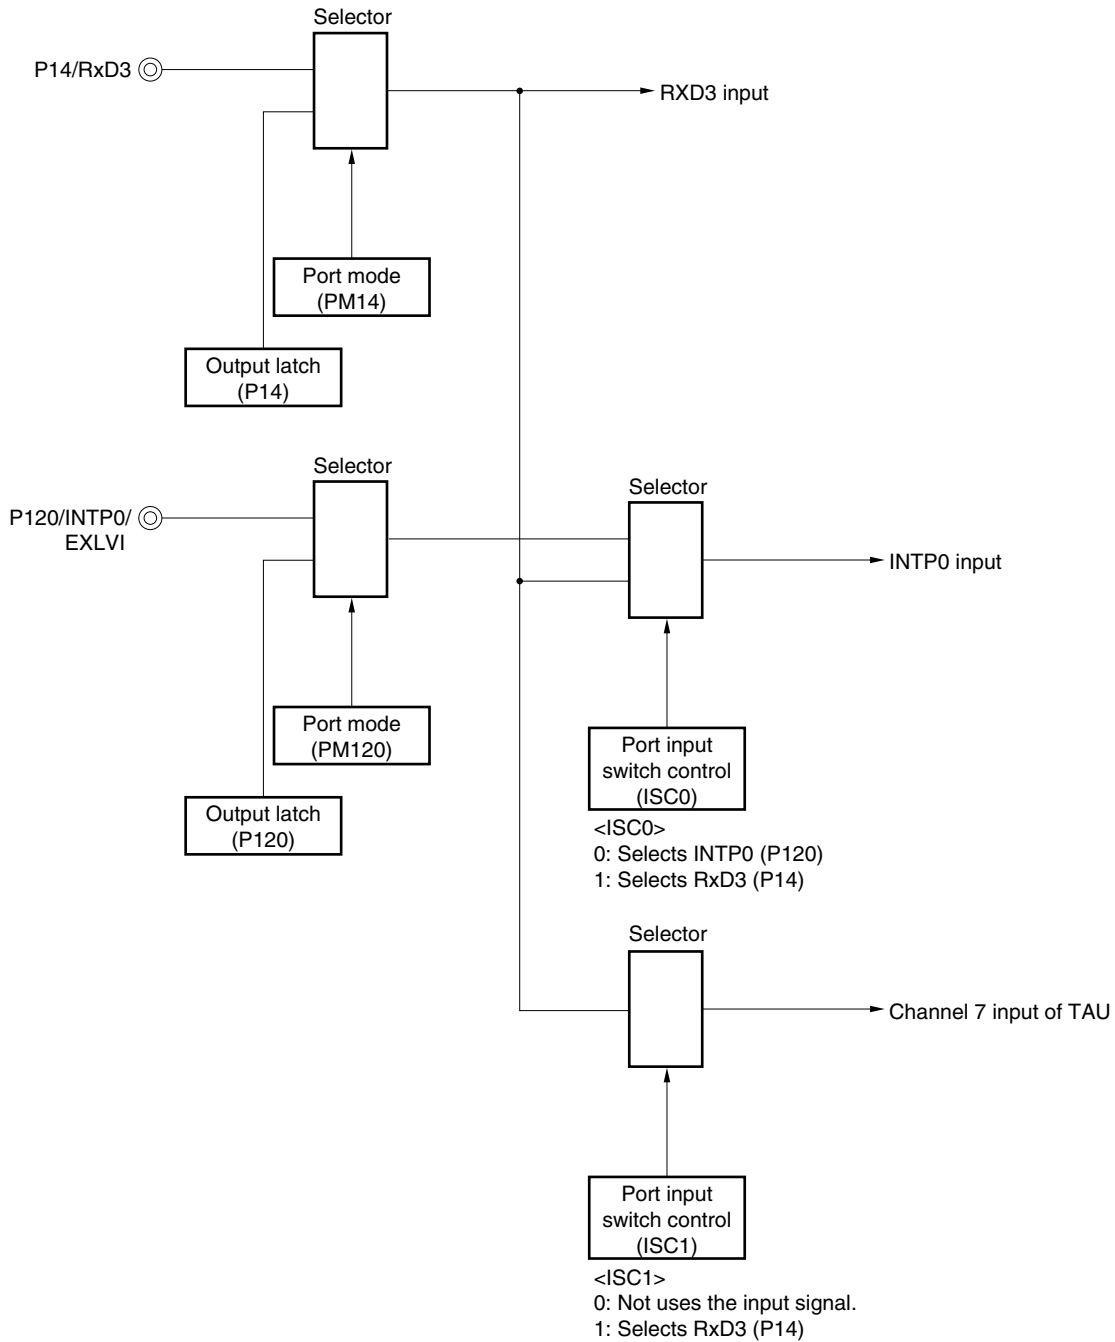 Selector
P14/RxD3
RXD3 input
Port mode
(PM14)
Output latch
(P14)
Selector
P120/INTP0/
EXLVI
Selector
INTP0 input
Port mode
(PM120)
Output latch
(P120)
Port input
switch control
(ISC0)
<ISC0>
0: Selects INTP0 (P120)
1: Selects RxD3 (P14)
Selector
Channel 7 input of TAU
Port input
switch control
(ISC1)
<ISC1>
0: Not uses the input signal.
1: Selects RxD3 (P14)